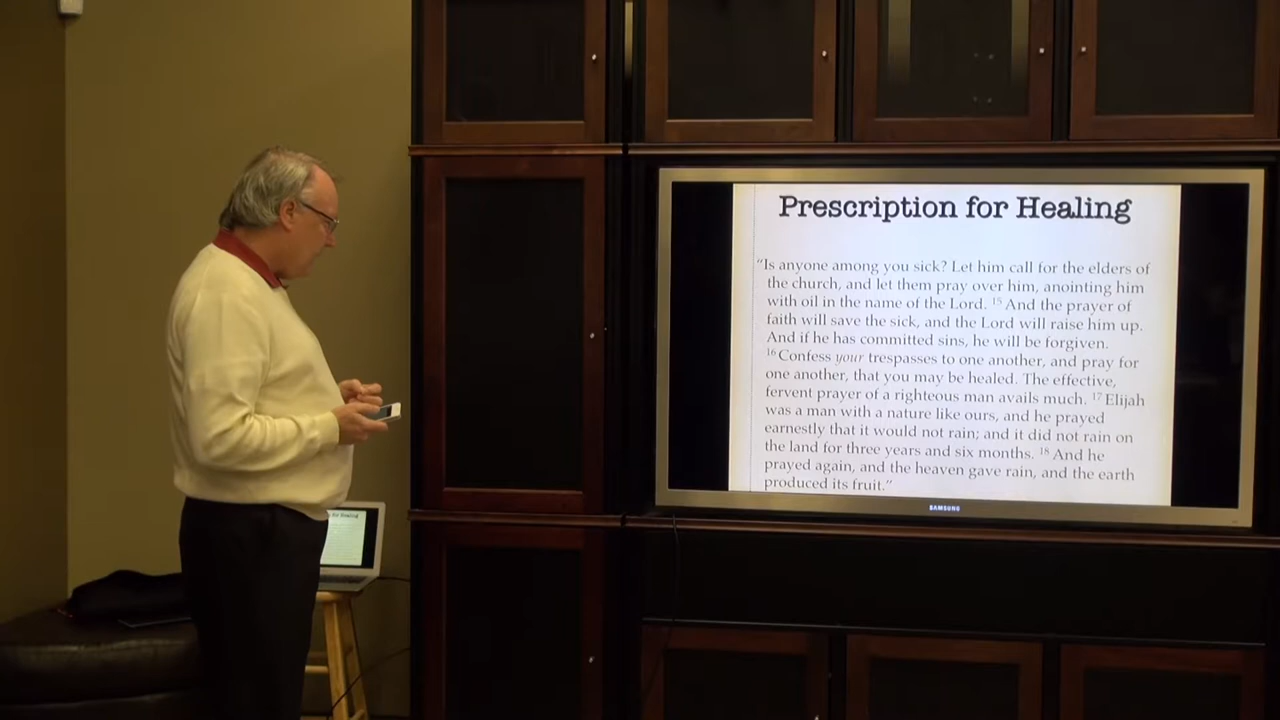 Prescription for Healing
“Is anyone among you sick? Let him call for the elders of
the church, and let them pray over him, anointing him
with oil in the name of the Lord. ¹⁵ And the prayer of
faith will save the sick, and the Lord will raise him up.
And if he has committed sins, he will be forgiven.
¹⁶ Confess your trespasses to one another, and pray for
one another, that you may be healed. The effective,
fervent prayer of a righteous man avails much. ¹⁷ Elijah
was a man with a nature like ours, and he prayed
earnestly that it would not rain; and it did not rain on
the land for three years and six months. ¹⁸ And he
prayed again, and the heaven gave rain, and the earth
produced its fruit.”
SAMSUNG
for Healing